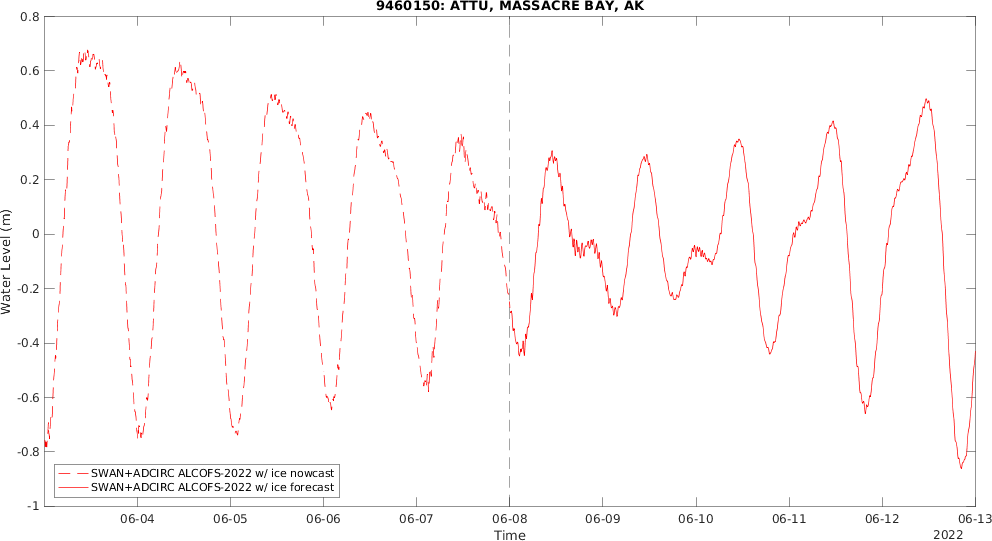 9460150: ATTU, MASSACRE BAY, AK
0.8
0.6
0.4
0.2
0
-0.2
-0.4
-0.6
-0.8
-1
Water Level (m)
SWAN+ADCIRC ALCOFS-2022 w/ ice nowcast
SWAN+ADCIRC ALCOFS-2022 w/ ice forecast
06-04 06-05 06-06 06-07 06-08 06-09 06-10 06-11 06-12 06-13
Time
2022